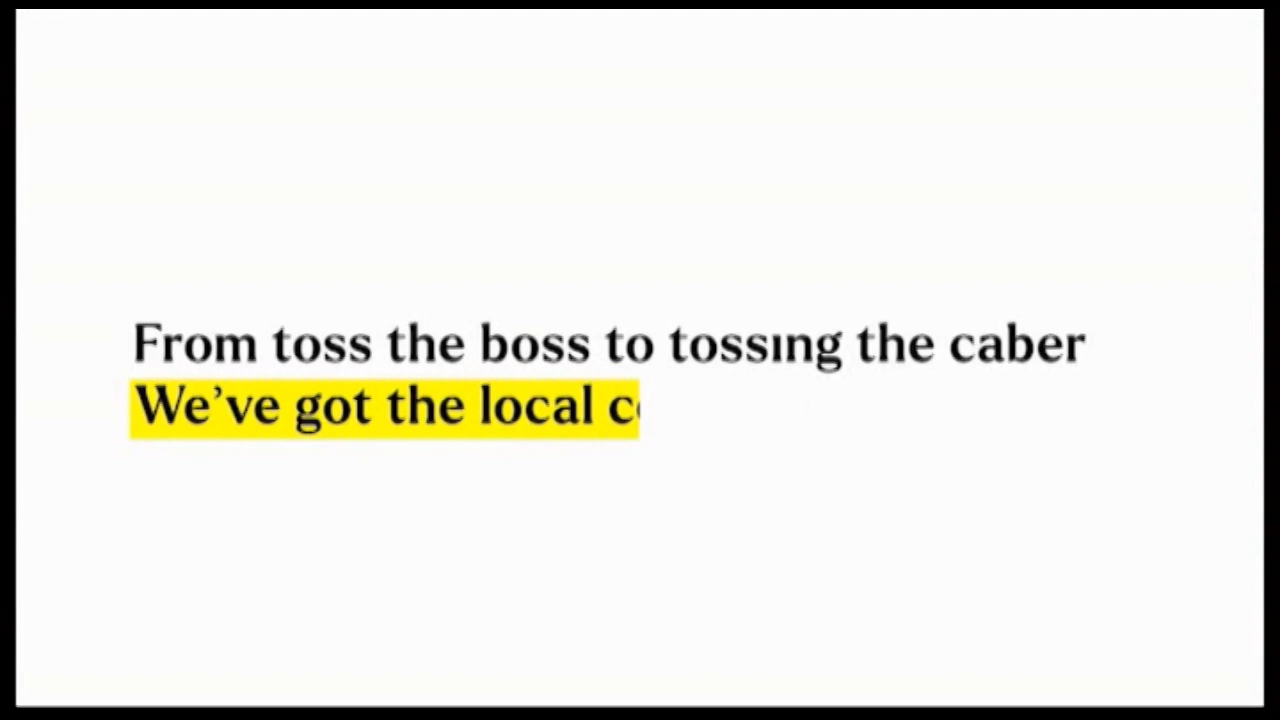 From toss the boss to tossing the caber
We've got the local